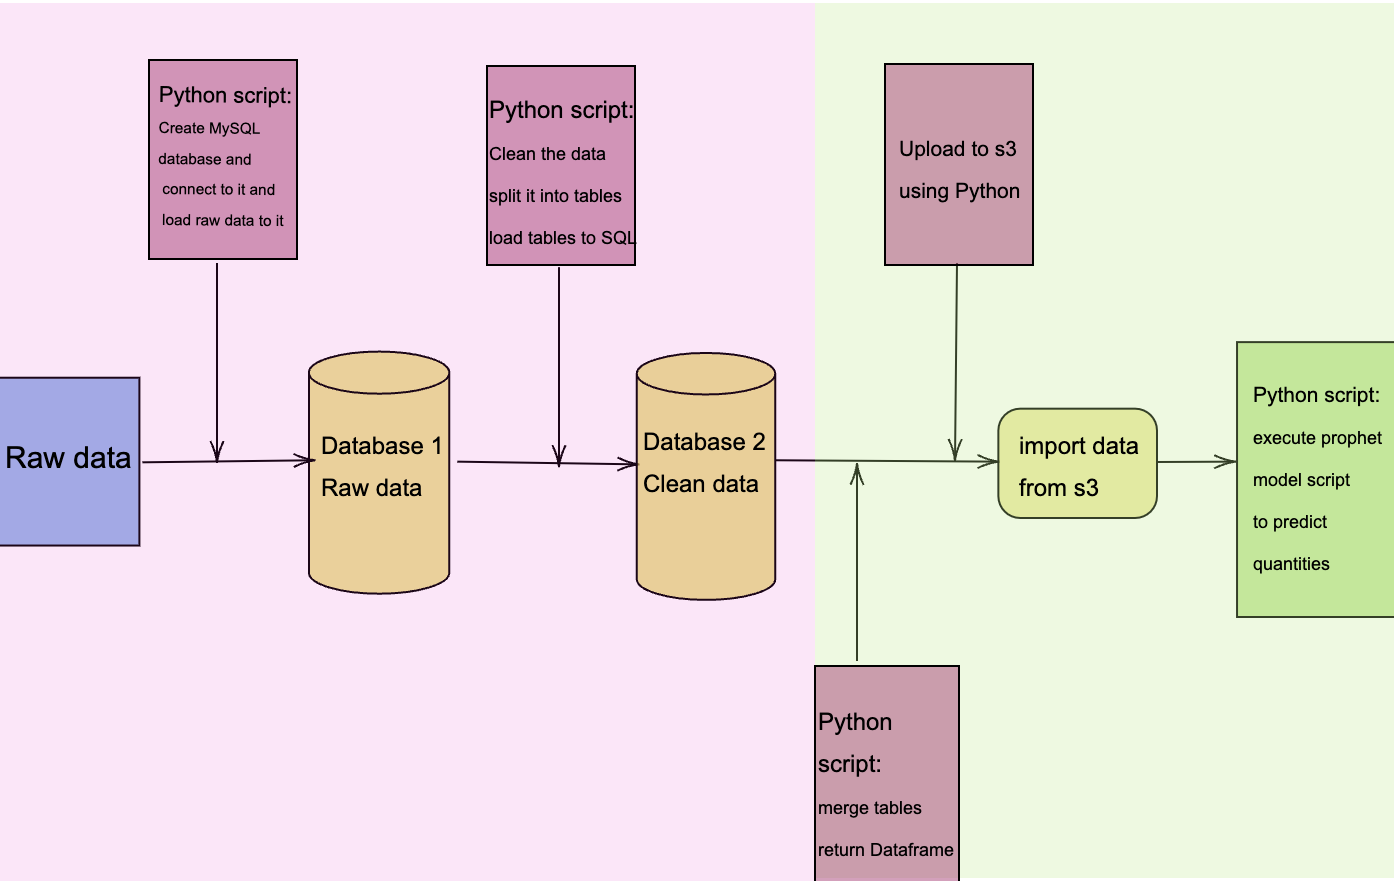 Python script:
Create MySQL
database and
connect to it and
load raw data to it
Python script:
Clean the data
split it into tables
load tables to SQL
Upload to s3
using Python
Raw data
Database 1
Raw data
Database 2
Clean data
import data
from s3
Python script:
execute prophet
model script
to predict
quantities
Python
script:
merge tables
return Dataframe